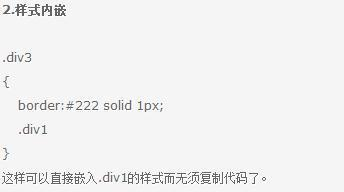 2.样式内嵌
.div3
{
border:#222 solid 1px;
.div1
}
这样可以直接嵌入.div1的样式而无须复制代码了。